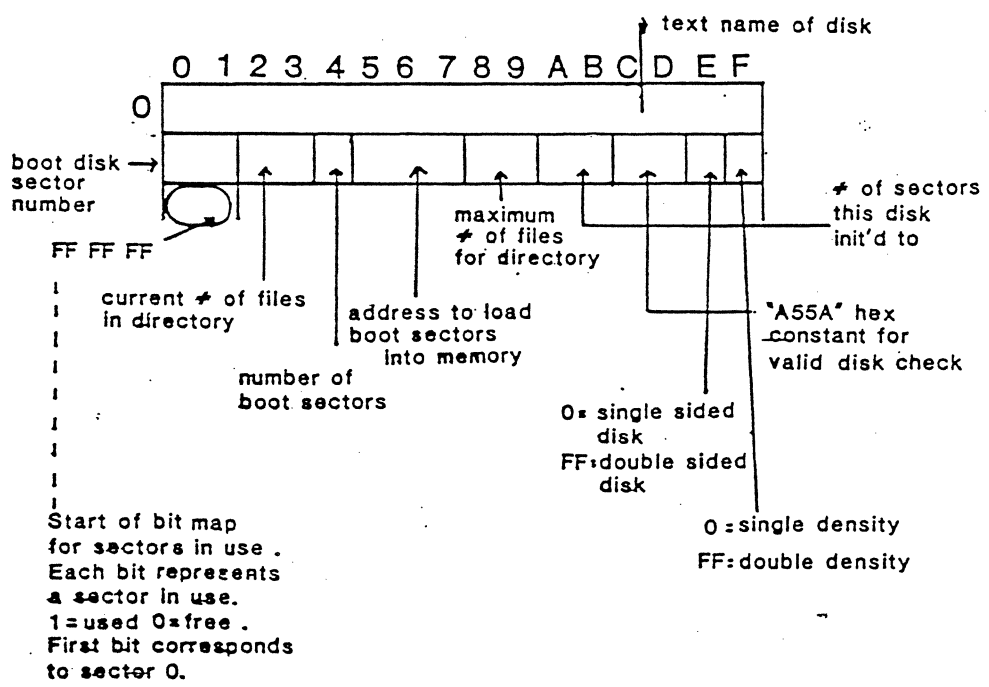 text name of disk
0 1 2 3 4 5 6 7 8 9 A B C D E F
0
boot disk
sector
number
FF FF FF
current # of files
in directory
number of
boot sectors
address to load
boot sectors
into memory
maximum
# of files
for directory
# of sectors
this disk
init'd to
"A55A" hex
constant for
valid disk check
0= single sided
disk
FF=double sided
disk
0=single density
FF=double density
Start of bit map
for sectors in use .
Each bit represents
a sector in use.
1=used 0=free .
First bit corresponds
to sector 0.